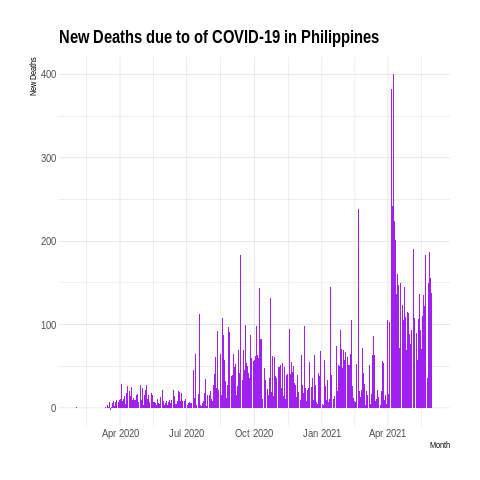 New Deaths due to of COVID-19 in Philippines
New Deaths
400
300
200
100
0
Apr 2020 Jul 2020 Oct 2020 Jan 2021 Apr 2021
Month